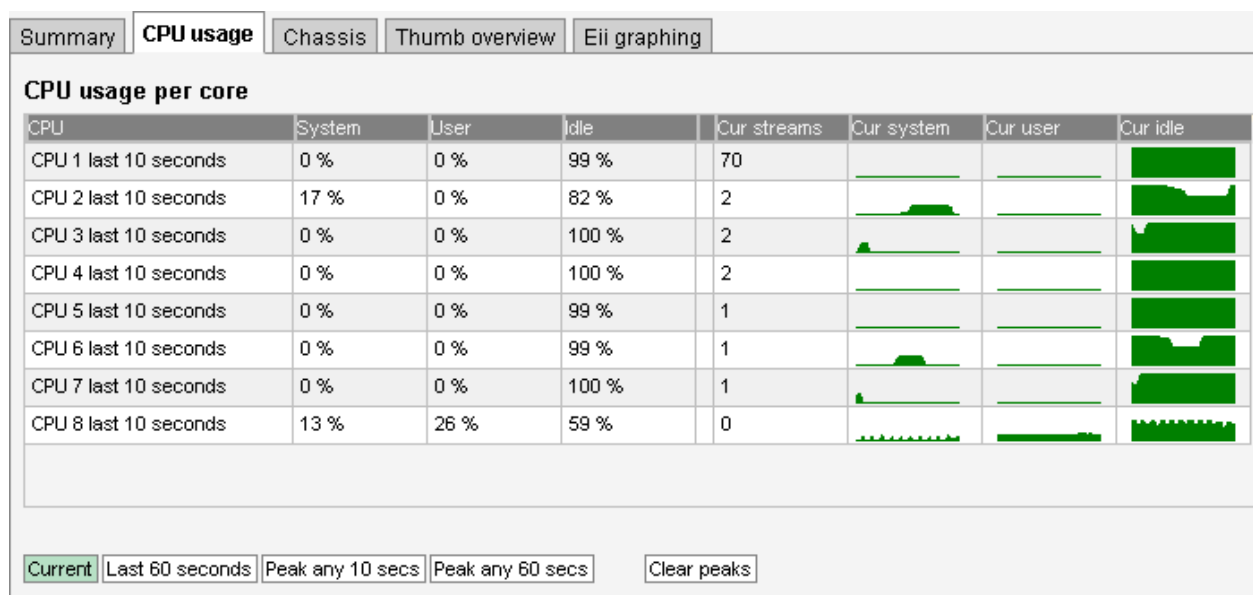 Summary CPU usage Chassis Thumb overview Eii graphing
CPU usage per core
CPU System User Idle Cur streams Cur system Cur user Cur idle
CPU 1 last 10 seconds 0 % 0 % 99 % 70
CPU 2 last 10 seconds 17 % 0 % 82 % 2
CPU 3 last 10 seconds 0 % 0 % 100 % 2
CPU 4 last 10 seconds 0 % 0 % 100 % 2
CPU 5 last 10 seconds 0 % 0 % 99 % 1
CPU 6 last 10 seconds 0 % 0 % 99 % 1
CPU 7 last 10 seconds 0 % 0 % 100 % 1
CPU 8 last 10 seconds 13 % 26 % 59 % 0
Current Last 60 seconds Peak any 10 secs Peak any 60 secs Clear peaks